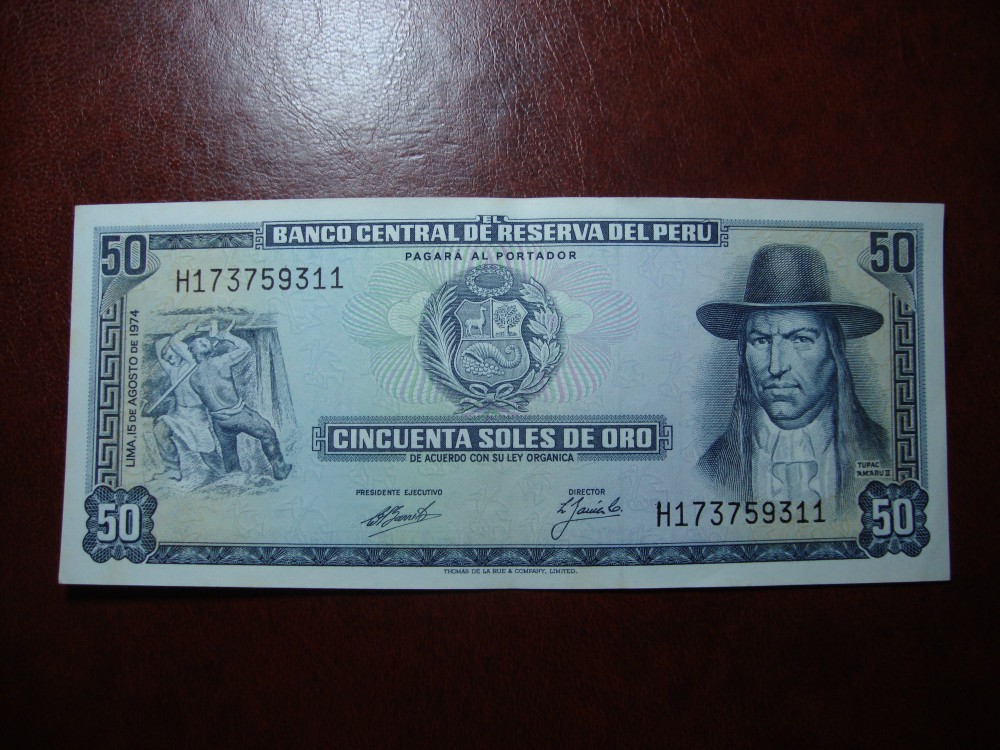 EL
BANCO CENTRAL DE RESERVA DEL PERÚ
PAGARÁ AL PORTADOR
50
50
H173759311
LIMA, 15 DE AGOSTO DE 1974
CINCUENTA SOLES DE ORO
DE ACUERDO CON SU LEY ORGANICA
TUPAC
AMARU II
PRESIDENTE EJECUTIVO
DIRECTOR
H173759311
50
50
THOMAS DE LA RUE & COMPANY, LIMITED.